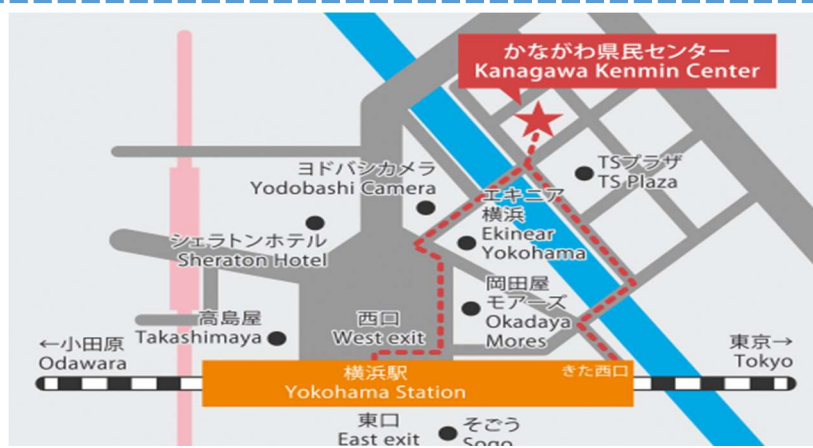 かながわ県民センター
Kanagawa Kenmin Center
ヨドバシカメラ
Yodobashi Camera
TSプラザ
TS Plaza
エキニア
横浜
Ekinear
Yokohama
シェラトンホテル
Sheraton Hotel
岡田屋
モアーズ
Okadaya
Mores
高島屋
Takashimaya
西口
West exit
←小田原
Odawara
東京→
Tokyo
横浜駅
Yokohama Station
きた西口
東口
East exit
そごう
Sogo